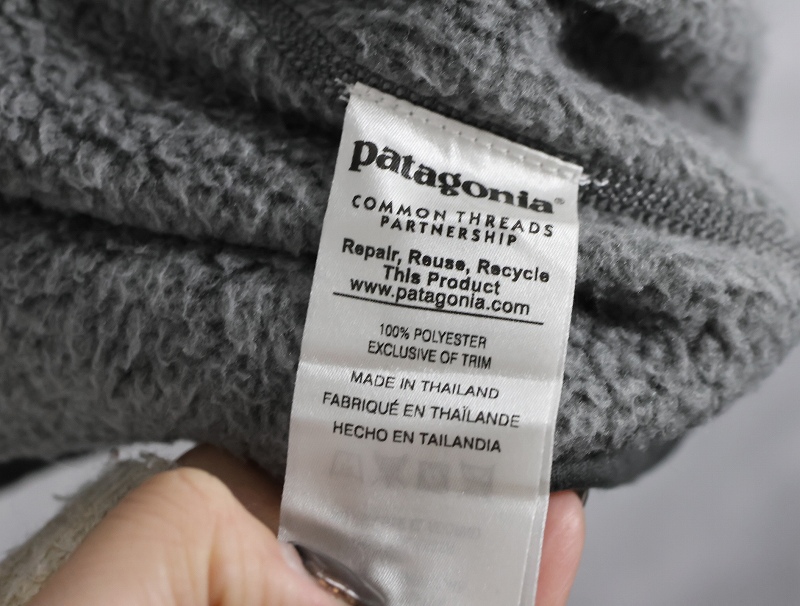 patagonia®
COMMON THREADS
PARTNERSHIP
Repair, Reuse, Recycle
This Product
www.patagonia.com
100% POLYESTER
EXCLUSIVE OF TRIM
MADE IN THAILAND
FABRIQUÉ EN THAÏLANDE
HECHO EN TAILANDIA